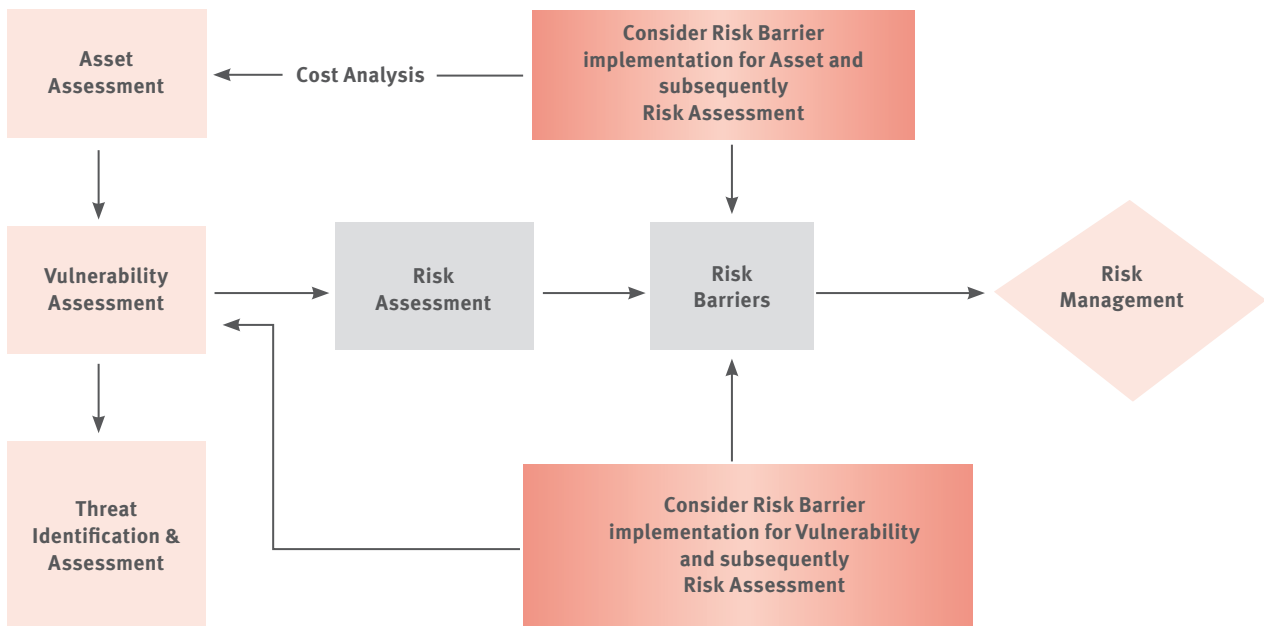 Asset
Assessment
Cost Analysis
Consider Risk Barrier
implementation for Asset and
subsequently
Risk Assessment
Vulnerability
Assessment
Risk
Assessment
Risk
Barriers
Risk
Management
Threat
Identification &
Assessment
Consider Risk Barrier
implementation for Vulnerability
and subsequently
Risk Assessment